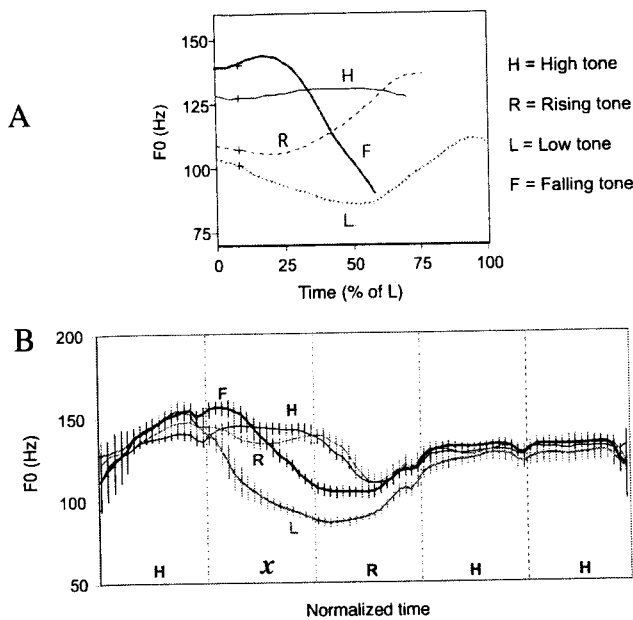 A
F0 (Hz)
150
125
100
75
H
R
F
L
0
25
50
75
100
Time (% of L)
H = High tone
R = Rising tone
L = Low tone
F = Falling tone
B
F0 (Hz)
200
150
100
50
F
H
R
L
H
x
R
H
H
Normalized time